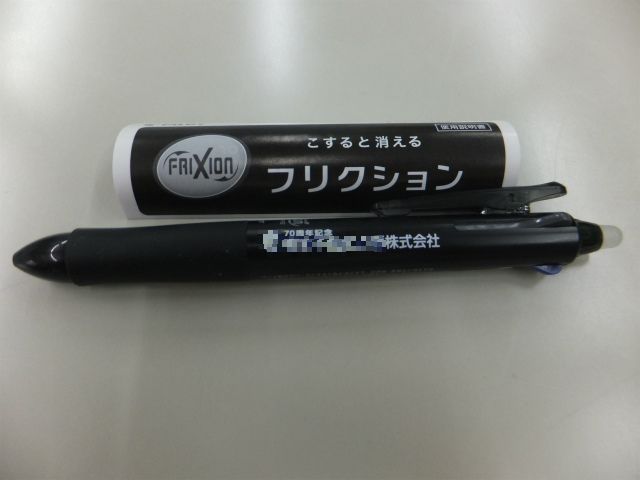 使用説明書
こすると消える
FRIXION
フリクション
70周年記念
株式会社